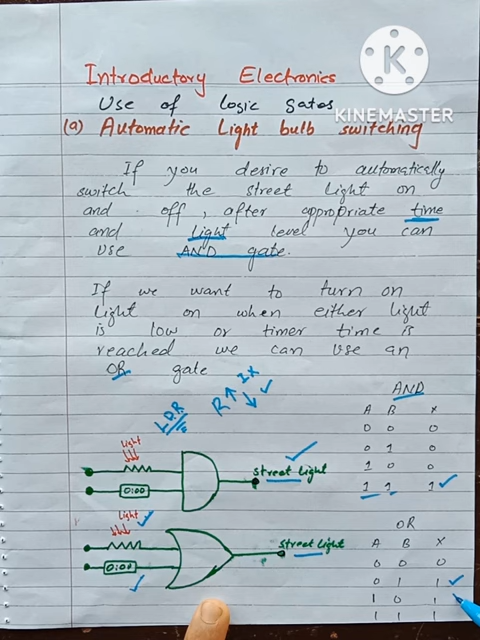 K
KINEMASTER
Introductory Electronics
Use of Logic Gates
(a) Automatic Light bulb switching
If you desire to automatically
switch the street Light on
and off, after appropriate time
and light level you can
use AND gate.
If we want to turn on
Light on when either light
is low or timer time is
reached we can use an
OR gate
LDR
R↑ IX
↓ ✓
AND
A B X
0 0 0
0 1 0
1 0 0
1 1 1
Light
0:00
Street Light
Light
0:00
Street Light
OR
A B X
0 0 0
0 1 1
1 0 1
1 1 1